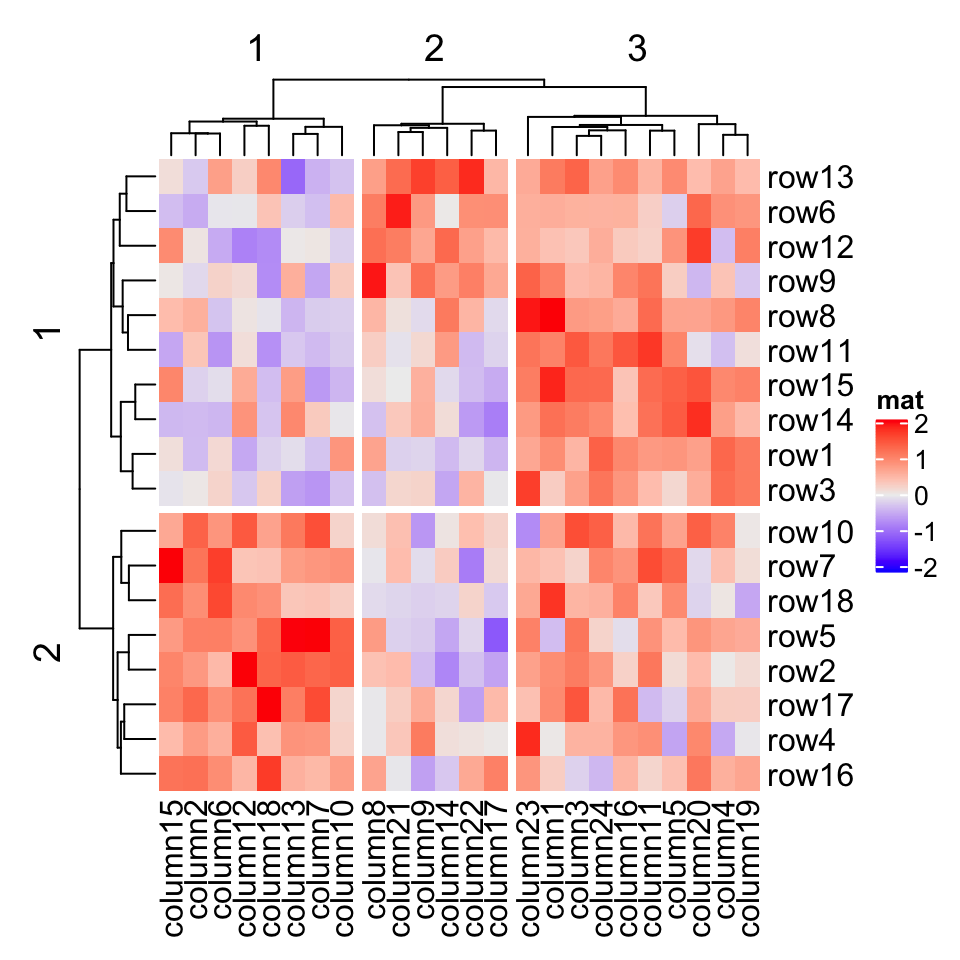 1 2 3
1
2
row13
row6
row12
row9
row8
row11
row15
row14
row1
row3
row10
row7
row18
row5
row2
row17
row4
row16
column15
column2
column6
column12
column18
column13
column7
column10
column8
column21
column9
column14
column22
column17
column23
column1
column3
column24
column16
column11
column5
column20
column4
column19
mat
2
1
0
-1
-2